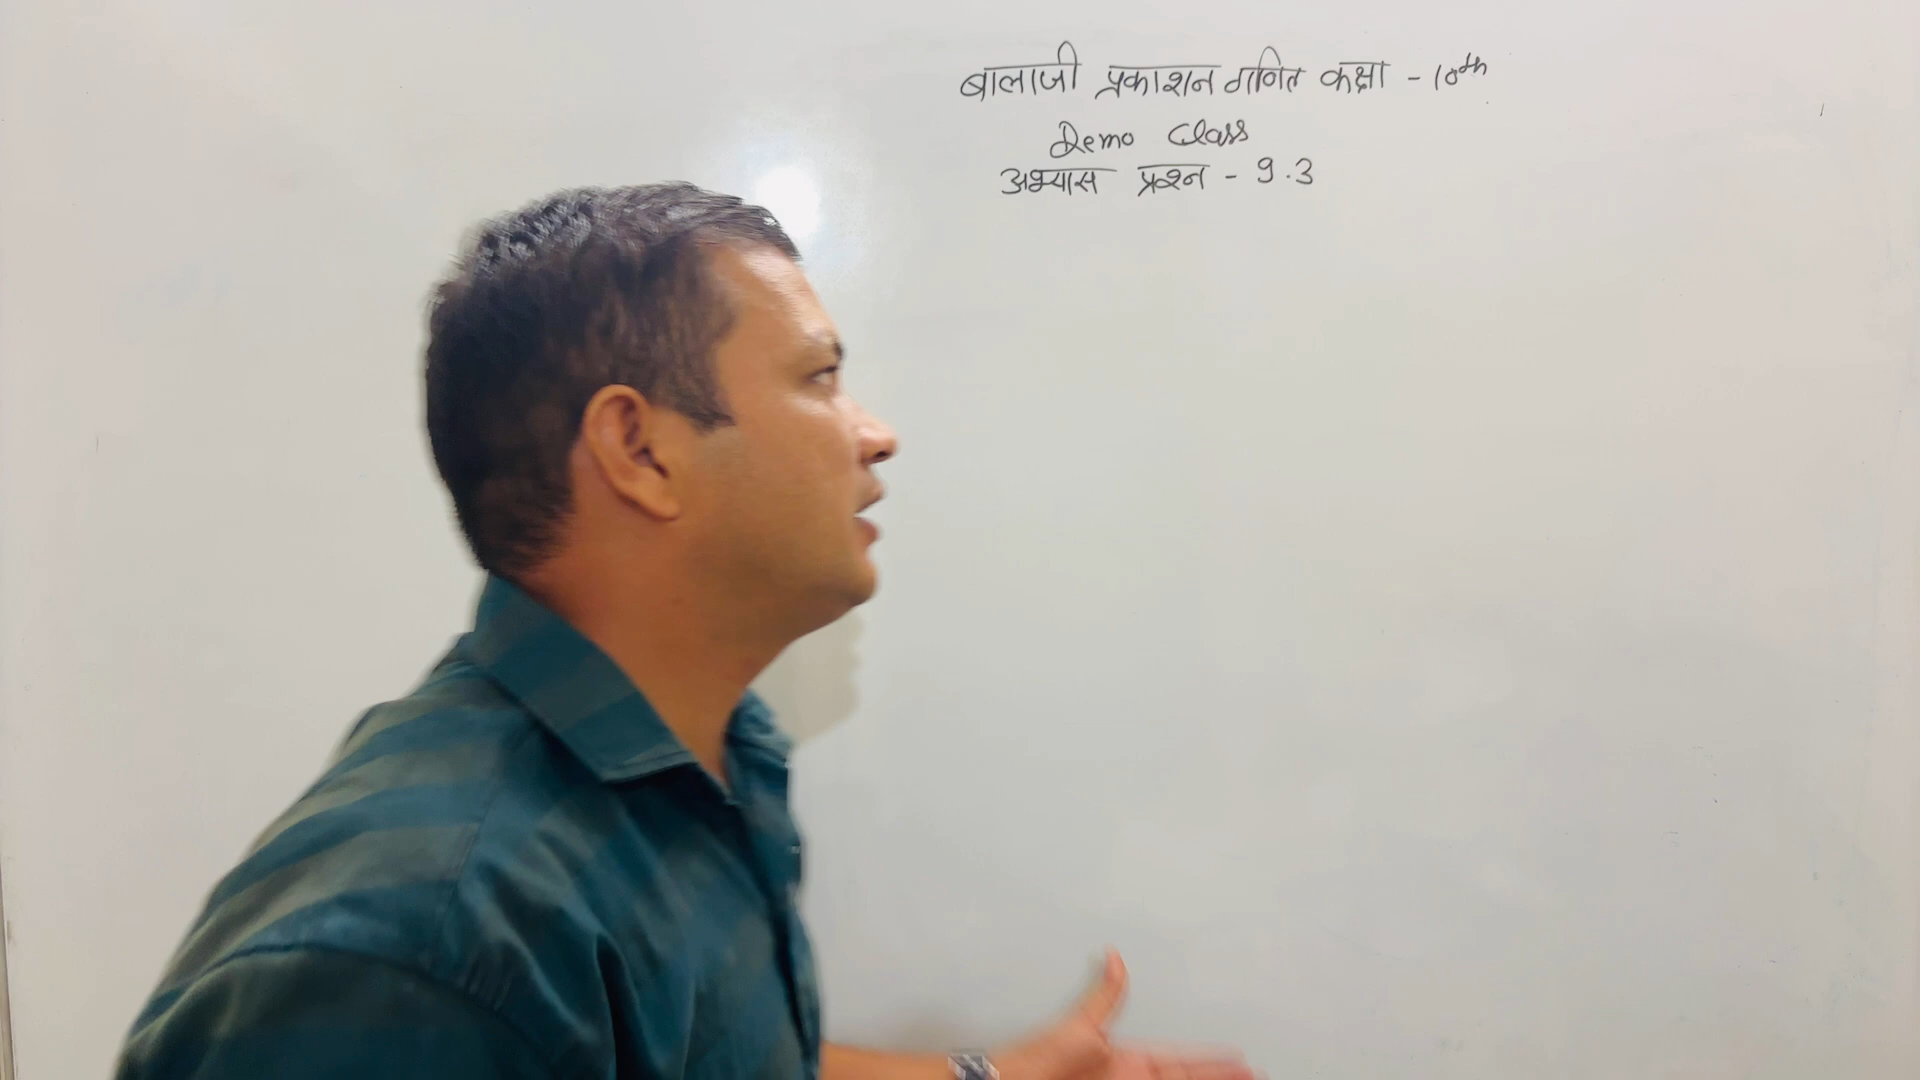 बालाजी प्रकाशन गणित कक्षा - 10th
Demo Class
अभ्यास प्रश्न - 9.3